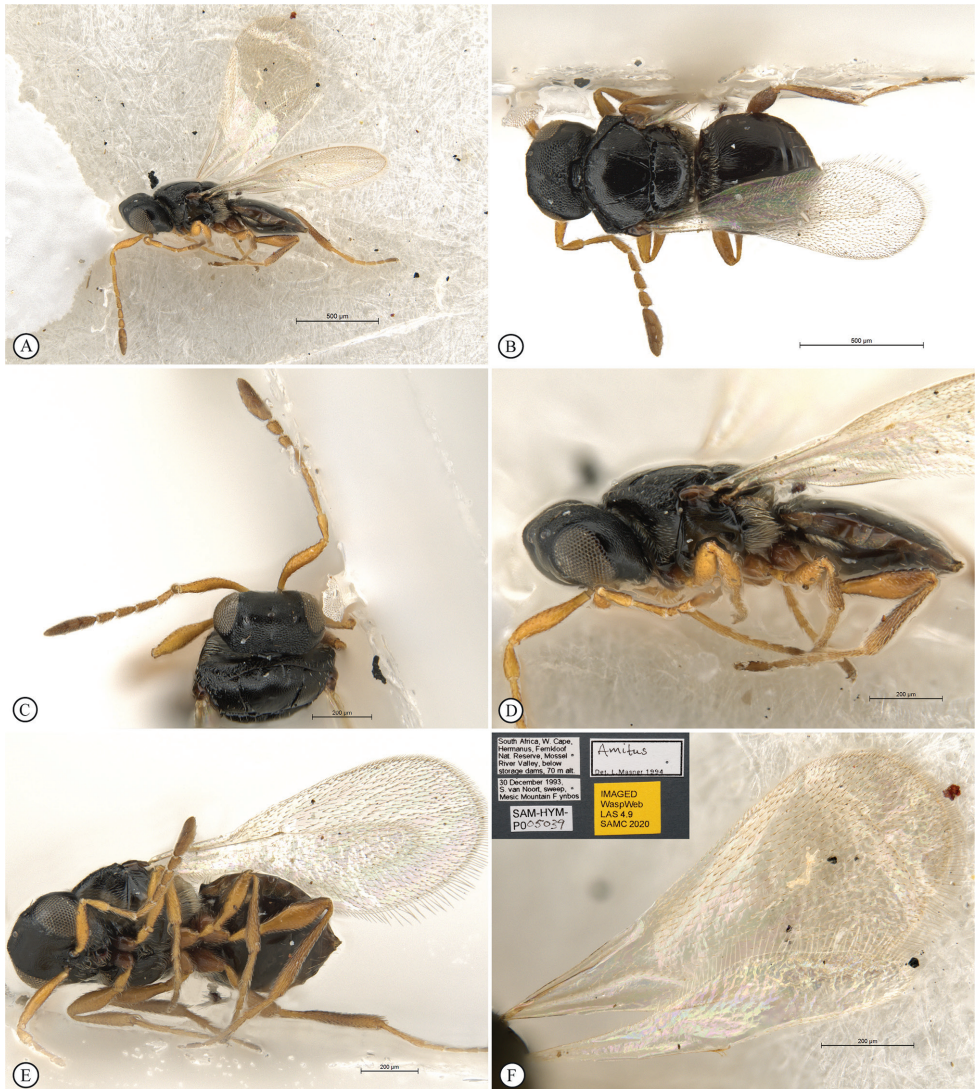 500 µm
A
500 µm
B
200 µm
C
200 µm
D
200 µm
E
South Africa, W. Cape,
Hermanus, Fernkloof
Nat. Reserve, Mossel
River Valley, below
storage dams, 70 m alt.
30 December 1993,
S. van Noort, sweep,
Mesic Mountain Fynbos
SAM-HYM-
P005039
Amitus
Det. L.Masner 1994
IMAGED
WaspWeb
LAS 4.9
SAMC 2020
200 µm
F